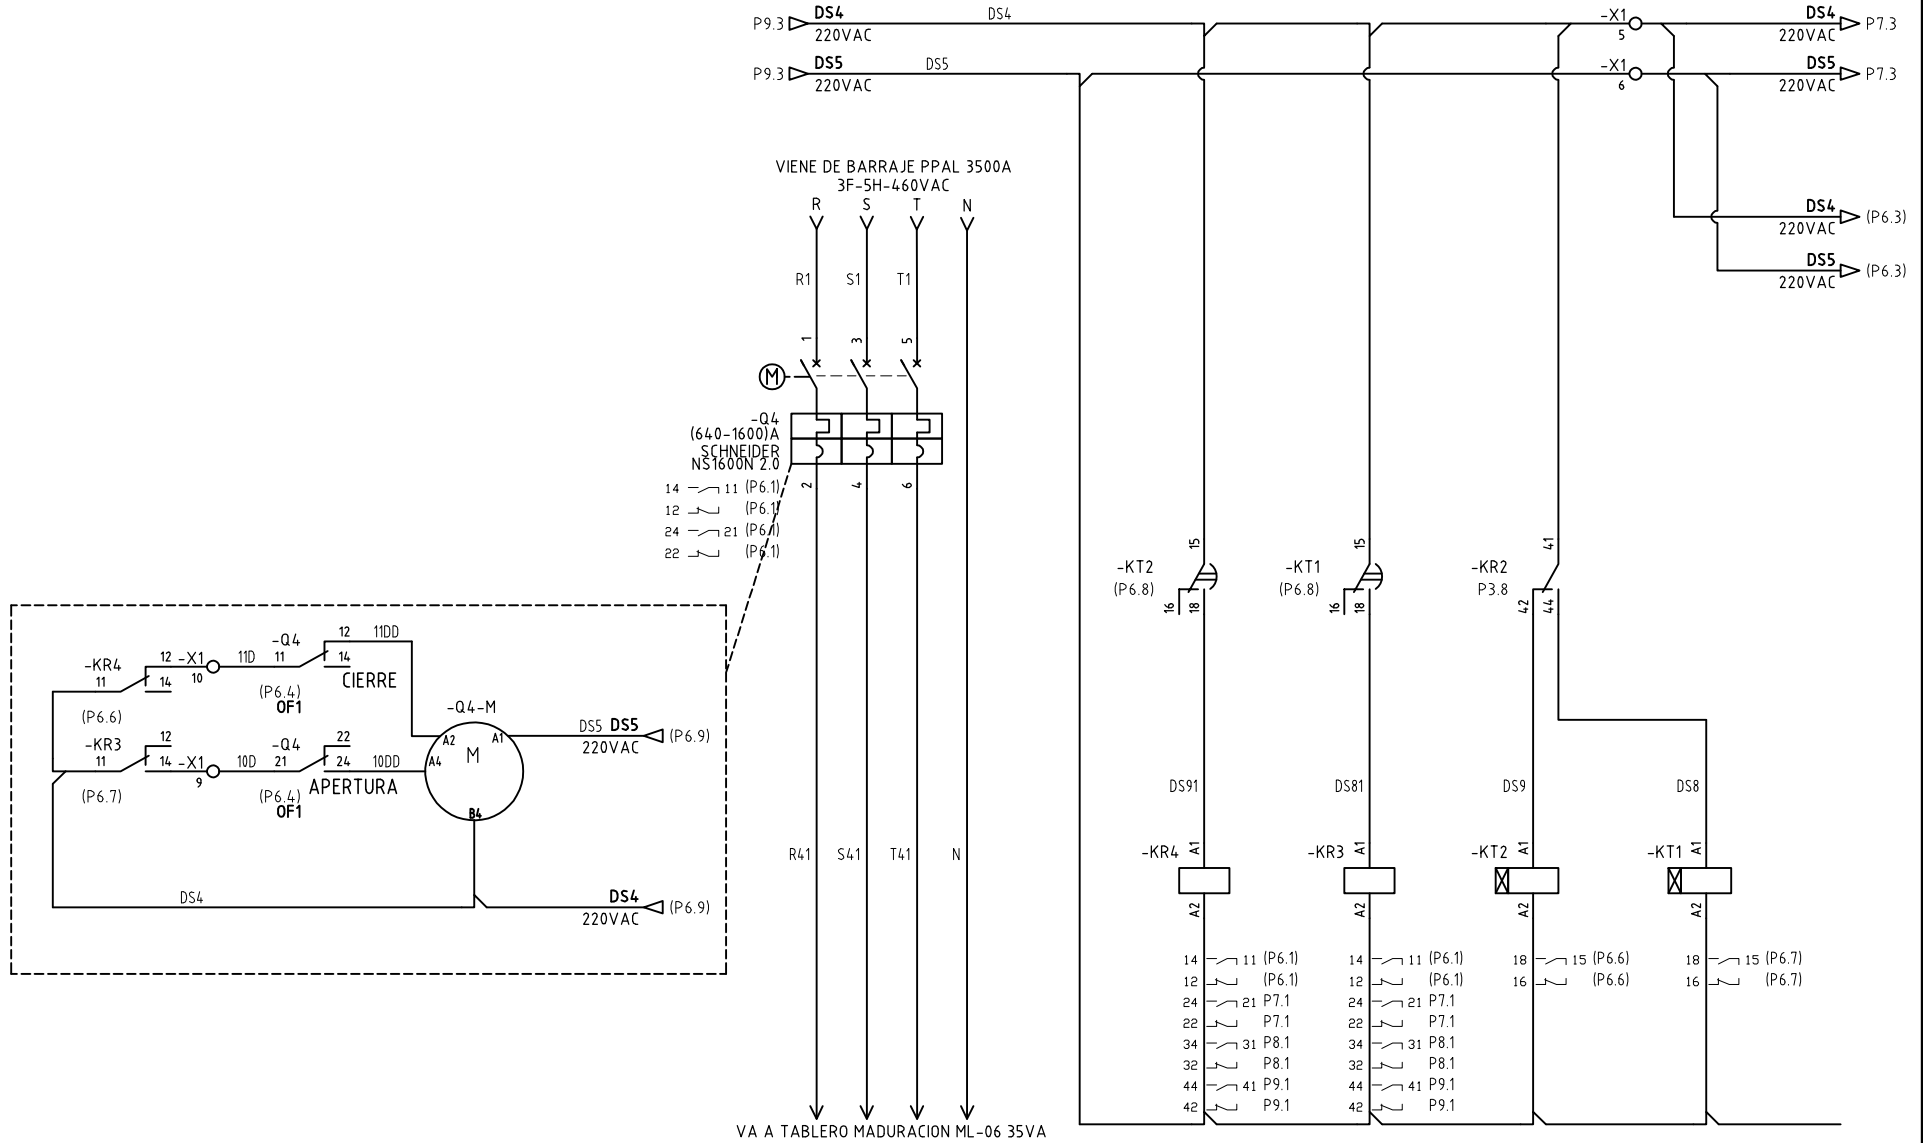 P9.3 DS4 220VAC DS4
-X1 5
DS4 220VAC P7.3
P9.3 DS5 220VAC DS5
-X1 6
DS5 220VAC P7.3
DS4 220VAC (P6.3)
DS5 220VAC (P6.3)
VIENE DE BARRAJE PPAL 3500A
3F-5H-460VAC
R S T N
R1 S1 T1
1 3 5
M
-Q4
(640-1600)A
SCHNEIDER
NS1600N 2.0
2 4 6
14 11 (P6.1)
12 (P6.1)
24 21 (P6.1)
22 (P6.1)
R41 S41 T41 N
VA A TABLERO MADURACION ML-06 35VA
-KR4
11 12 14
(P6.6)
-X1
10
11D
-Q4
11 12 14
11DD
(P6.4)
OF1
CIERRE
-KR3
11 12 14
(P6.7)
-X1
9
10D
-Q4
21 22 24
10DD
(P6.4)
OF1
APERTURA
-Q4-M
M
A2 A1
A4
B4
DS5 DS5 (P6.9)
220VAC
DS4
DS4 (P6.9)
220VAC
15
-KT2
(P6.8)
16 18
15
-KT1
(P6.8)
16 18
41
-KR2
P3.8
42 44
DS91 DS81 DS9 DS8
-KR4 A1
-KR3 A1
-KT2 A1
-KT1 A1
A2 A2 A2 A2
14 11 (P6.1)
12 (P6.1)
24 21 P7.1
22 P7.1
34 31 P8.1
32 P8.1
44 41 P9.1
42 P9.1
14 11 (P6.1)
12 (P6.1)
24 21 P7.1
22 P7.1
34 31 P8.1
32 P8.1
44 41 P9.1
42 P9.1
18 15 (P6.6)
16 (P6.6)
18 15 (P6.7)
16 (P6.7)